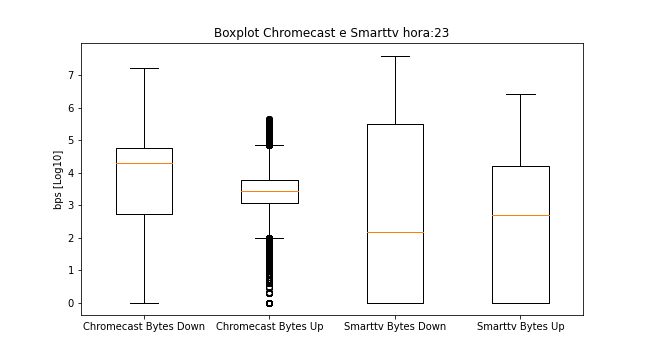 Boxplot Chromecast e Smarttv hora:23
bps [Log10]
7
6
5
4
3
2
1
0
Chromecast Bytes Down Chromecast Bytes Up Smarttv Bytes Down Smarttv Bytes Up